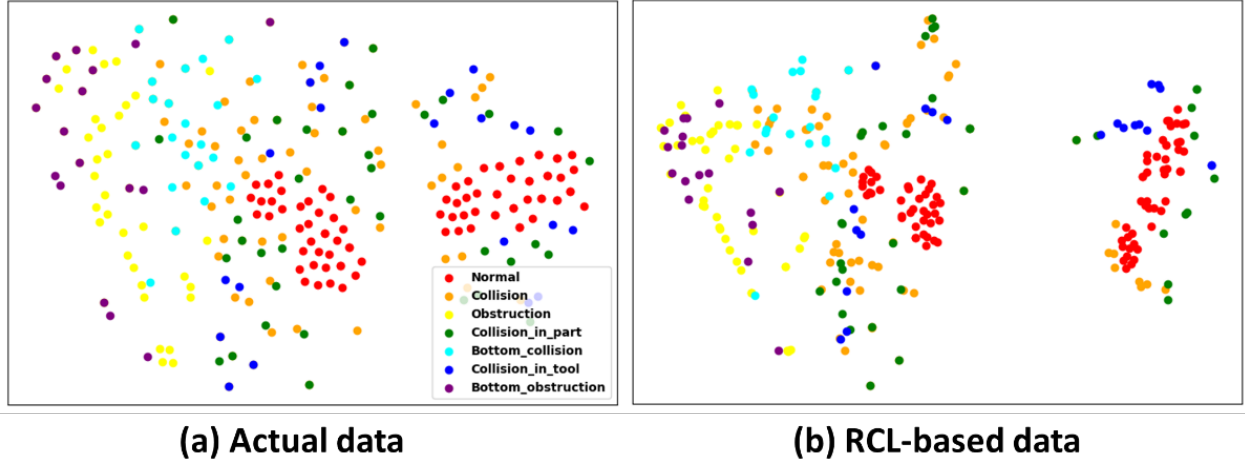 Normal
Collision
Obstruction
Collision_in_part
Bottom_collision
Collision_in_tool
Bottom_obstruction
(a) Actual data
(b) RCL-based data